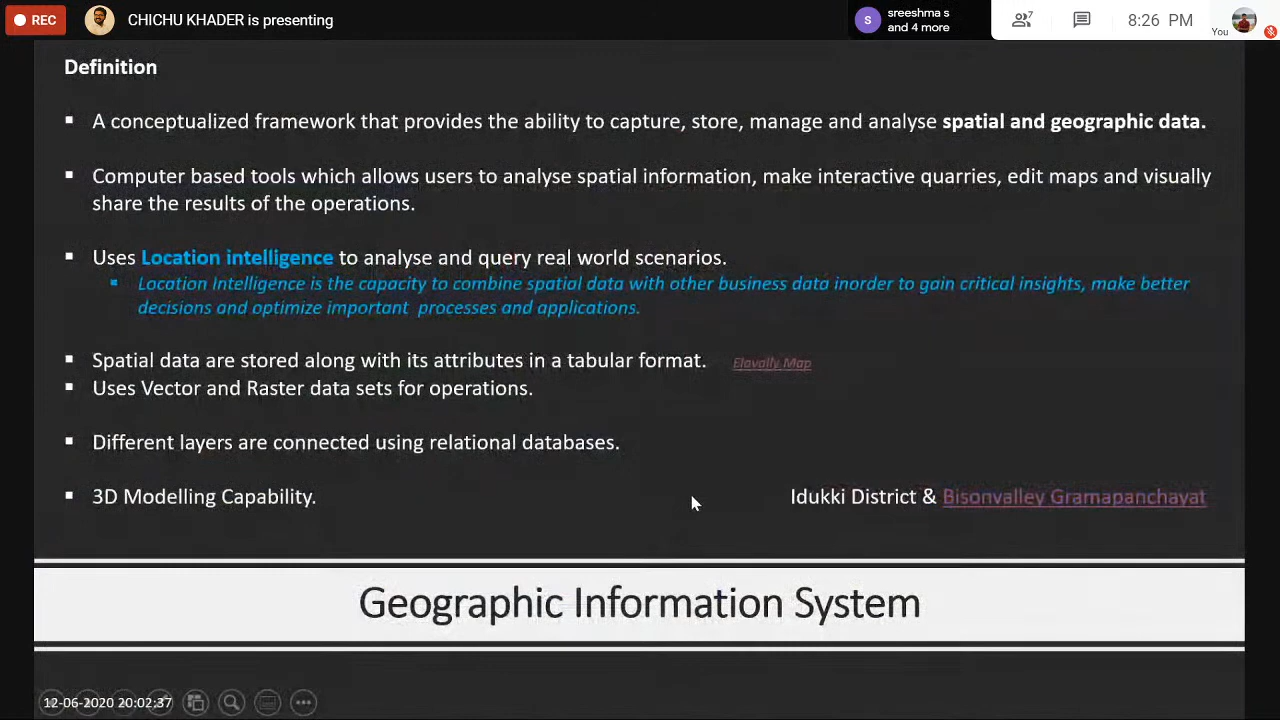 REC
CHICHU KHADER is presenting
s
sreeshma s
and 4 more
7
8:26 PM
You
Definition
▪ A conceptualized framework that provides the ability to capture, store, manage and analyse spatial and geographic data.
▪ Computer based tools which allows users to analyse spatial information, make interactive quarries, edit maps and visually
share the results of the operations.
▪ Uses Location intelligence to analyse and query real world scenarios.
▪ Location Intelligence is the capacity to combine spatial data with other business data inorder to gain critical insights, make better
decisions and optimize important processes and applications.
▪ Spatial data are stored along with its attributes in a tabular format. Elavally Map
▪ Uses Vector and Raster data sets for operations.
▪ Different layers are connected using relational databases.
▪ 3D Modelling Capability. Idukki District & Bisonvalley Gramapanchayat
Geographic Information System
12-06-2020 20:02:37